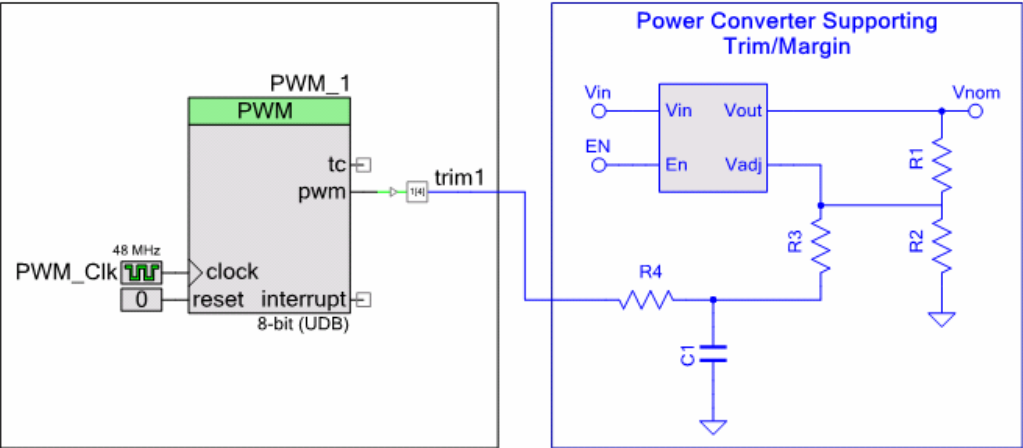 PWM_1
PWM
tc
pwm
1[4]
trim1
48 MHz
PWM_Clk
clock
0
reset
interrupt
8-bit (UDB)
Power Converter Supporting
Trim/Margin
Vin
Vin
Vout
Vnom
EN
En
Vadj
R1
R3
R2
R4
C1